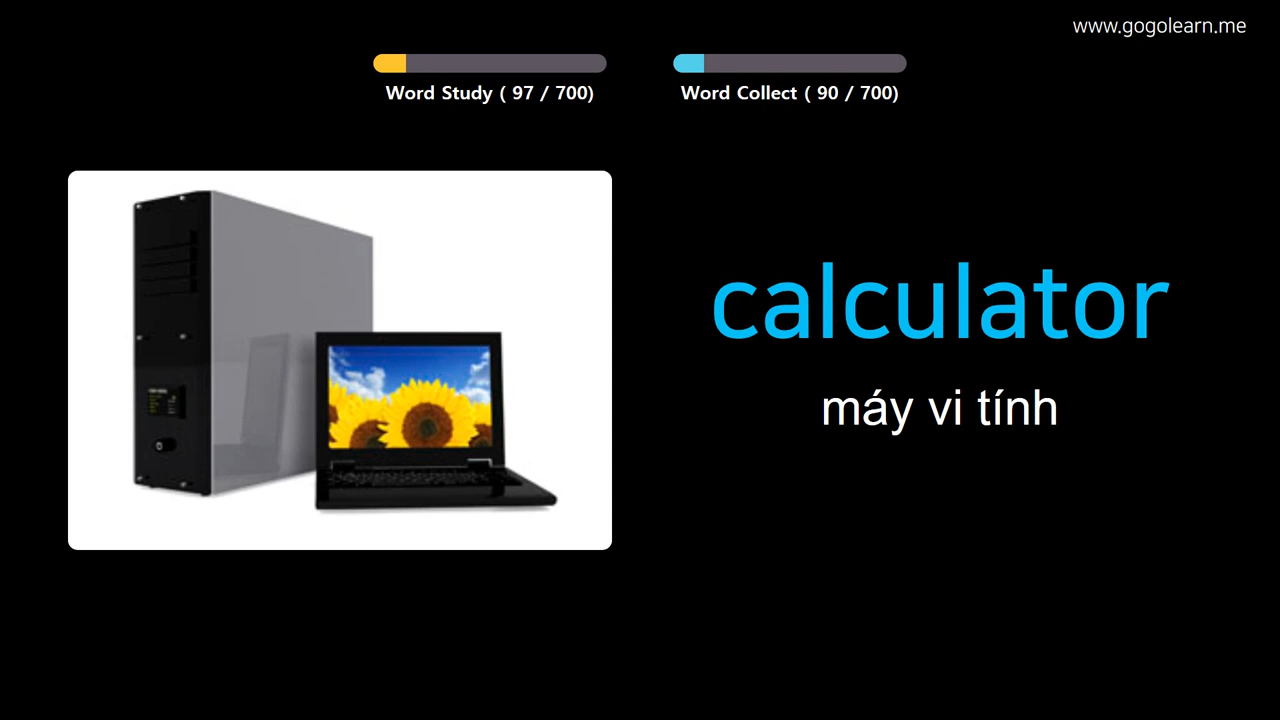 www.gogolearn.me
Word Study ( 97 / 700)
Word Collect ( 90 / 700)
calculator
máy vi tính